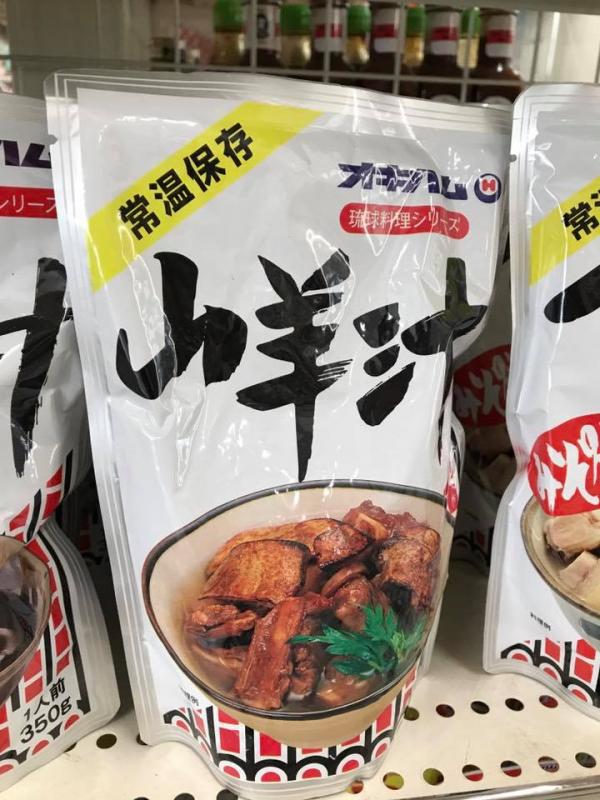 常温保存
オキハム
琉球料理シリーズ
山羊汁
1人前
350g